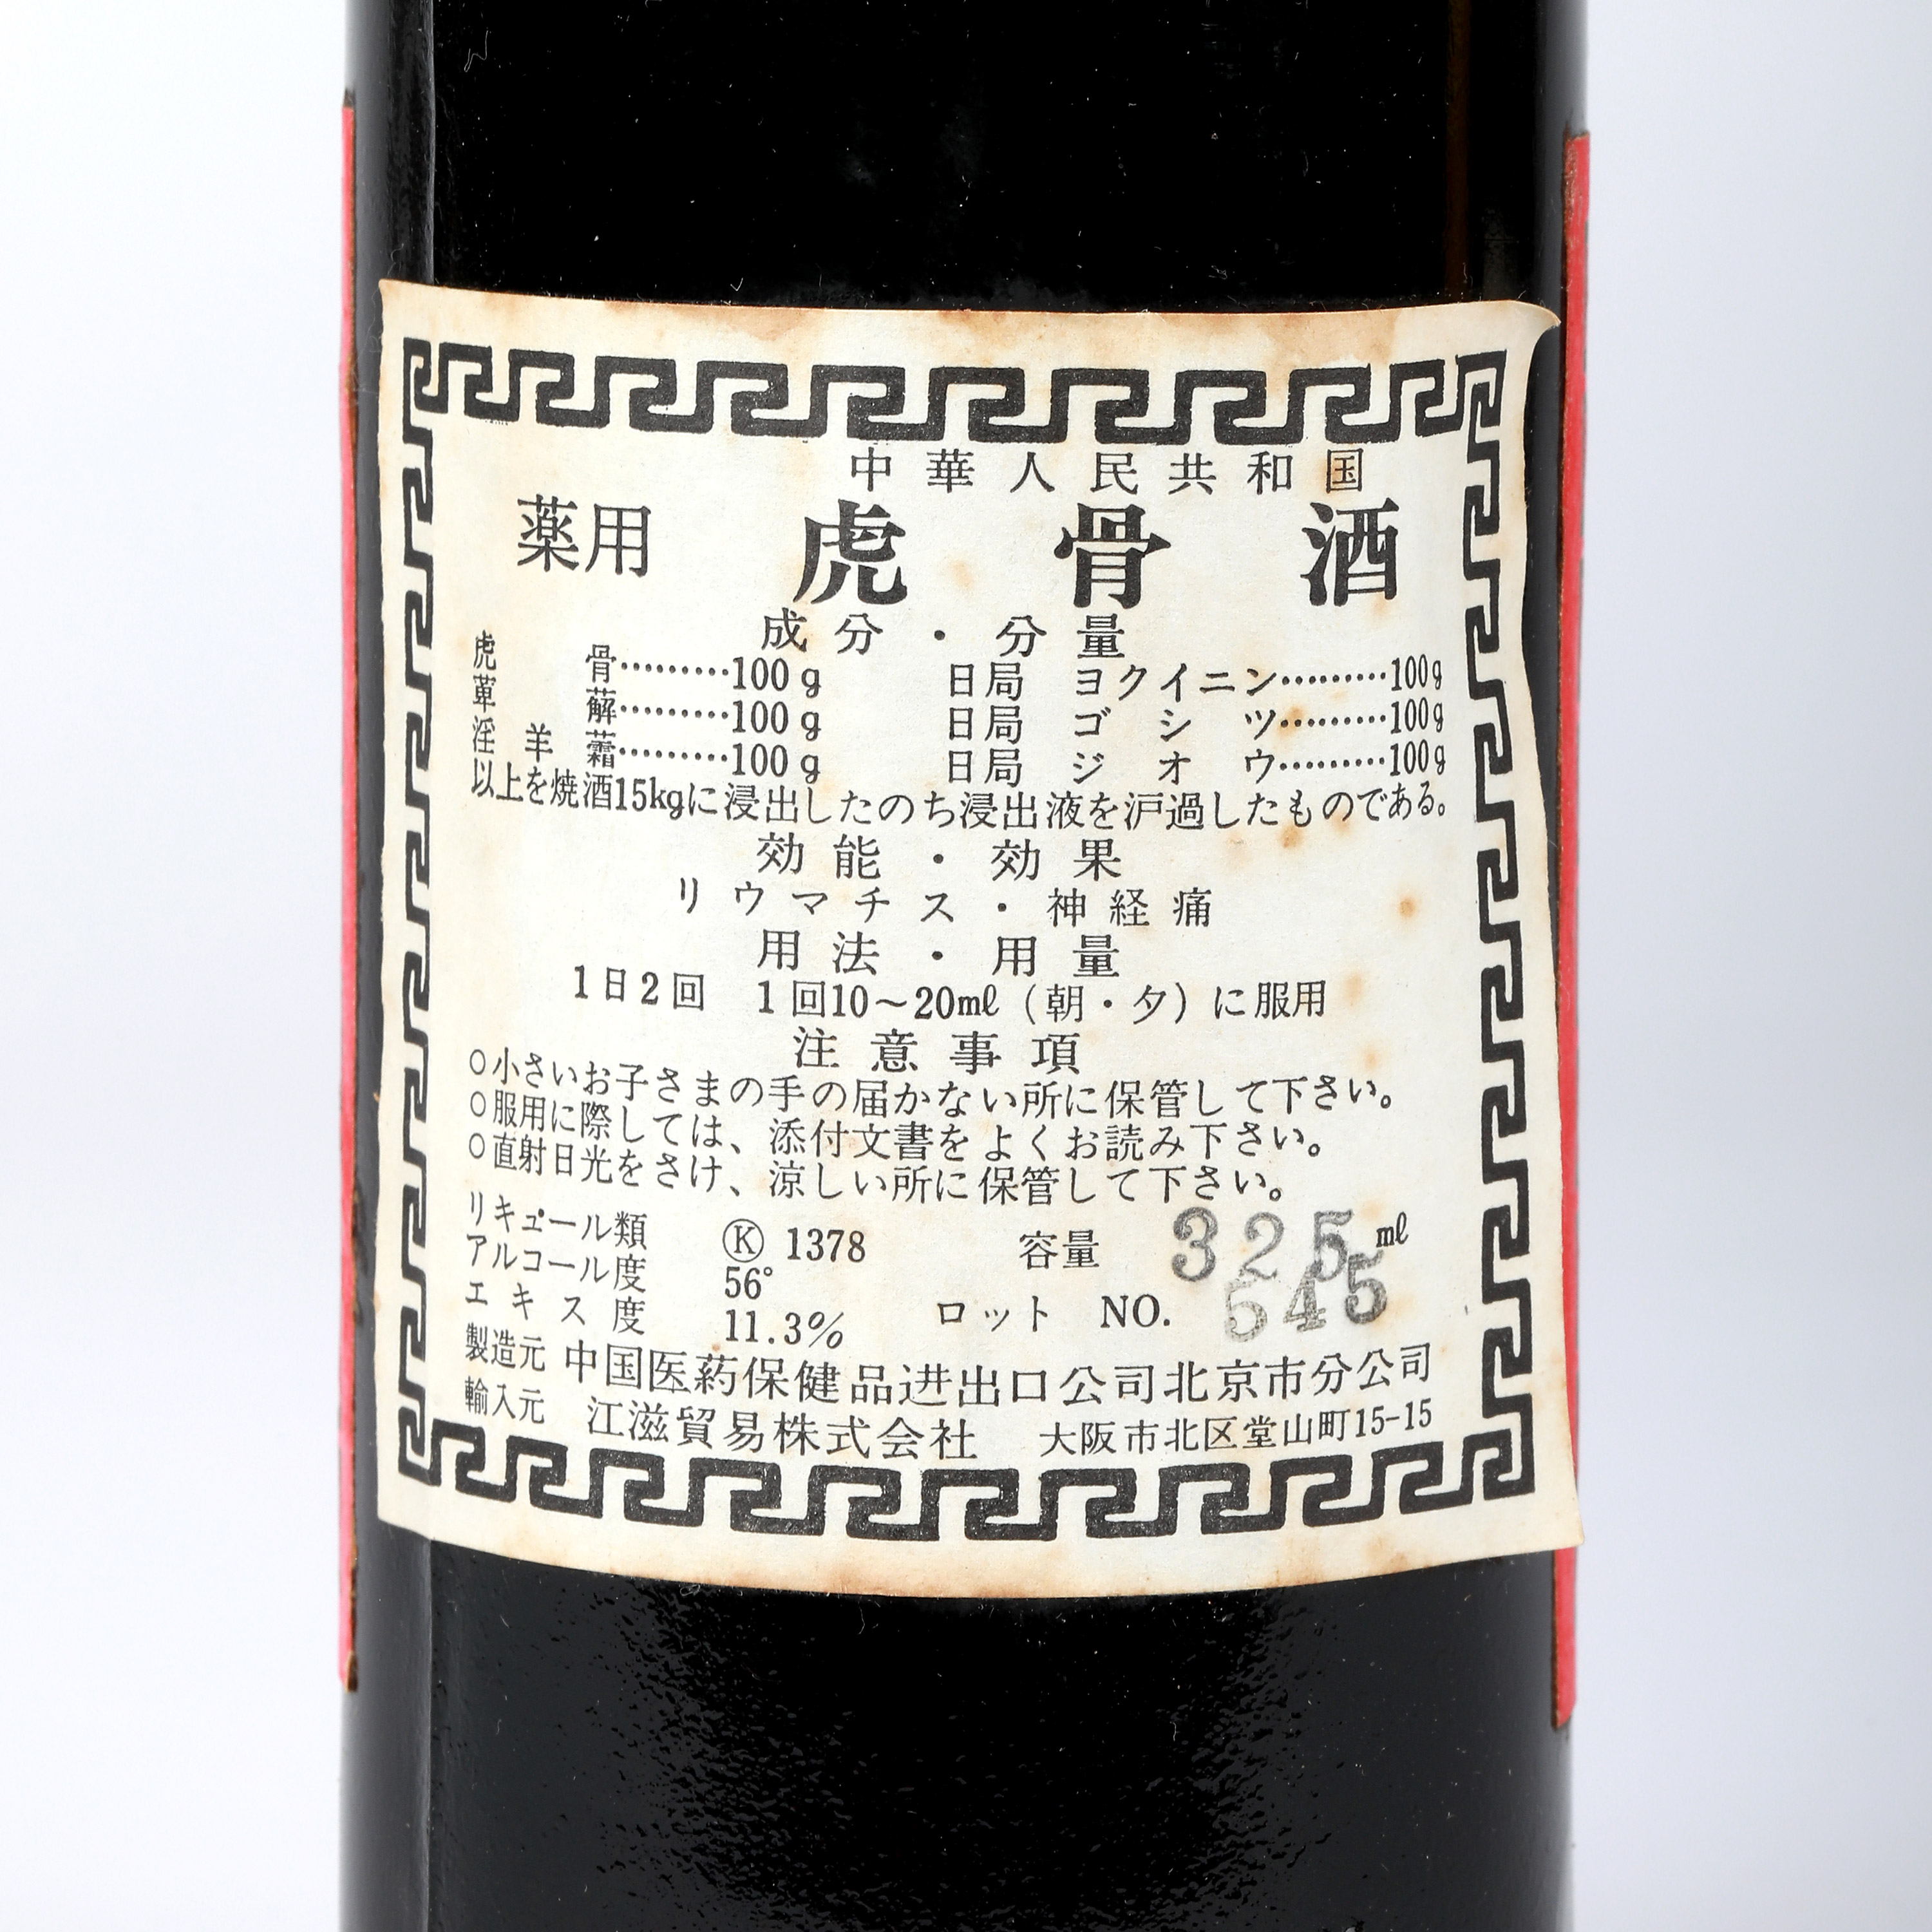 中華人民共和国
薬用 虎骨酒
成分・分量
虎骨………100g 日局 ヨクイニン………100g
萆薢………100g 日局 ゴシツ………100g
淫羊藿………100g 日局 ジオウ………100g
以上を焼酒15kgに浸出したのち浸出液を沪過したものである。
効能・効果
リウマチス・神経痛
用法・用量
1日2回 1回10～20mℓ（朝・夕）に服用
注意事項
○小さいお子さまの手の届かない所に保管して下さい。
○服用に際しては、添付文書をよくお読み下さい。
○直射日光をさけ、涼しい所に保管して下さい。
リキュール類 Ⓚ 1378 容量 325 mℓ
アルコール度 56°
エキス度 11.3% ロット NO. 545
製造元 中国医药保健品进出口公司北京市分公司
輸入元 江滋貿易株式会社 大阪市北区堂山町15-15